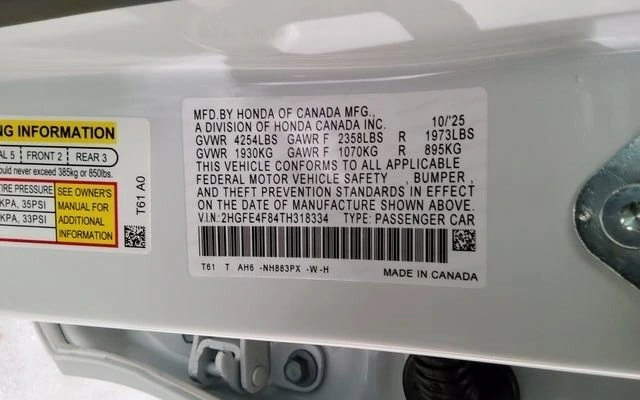 NG INFORMATION
AL 5 | FRONT 2 | REAR 3
ould never exceed 385kg or 850lbs.
TIRE PRESSURE
KPA, 35PSI
KPA, 33PSI
SEE OWNER'S
MANUAL FOR
ADDITIONAL
INFORMATION
T61 A0
MFD.BY HONDA OF CANADA MFG., 10/'25
A DIVISION OF HONDA CANADA INC.
GVWR 4254LBS GAWR F 2358LBS R 1973LBS
GVWR 1930KG GAWR F 1070KG R 895KG
THIS VEHICLE CONFORMS TO ALL APPLICABLE
FEDERAL MOTOR VEHICLE SAFETY , BUMPER ,
AND THEFT PREVENTION STANDARDS IN EFFECT
ON THE DATE OF MANUFACTURE SHOWN ABOVE.
V.I.N: 2HGFE4F84TH318334 TYPE: PASSENGER CAR
T61 T AH6 -NH883PX -W-H
MADE IN CANADA